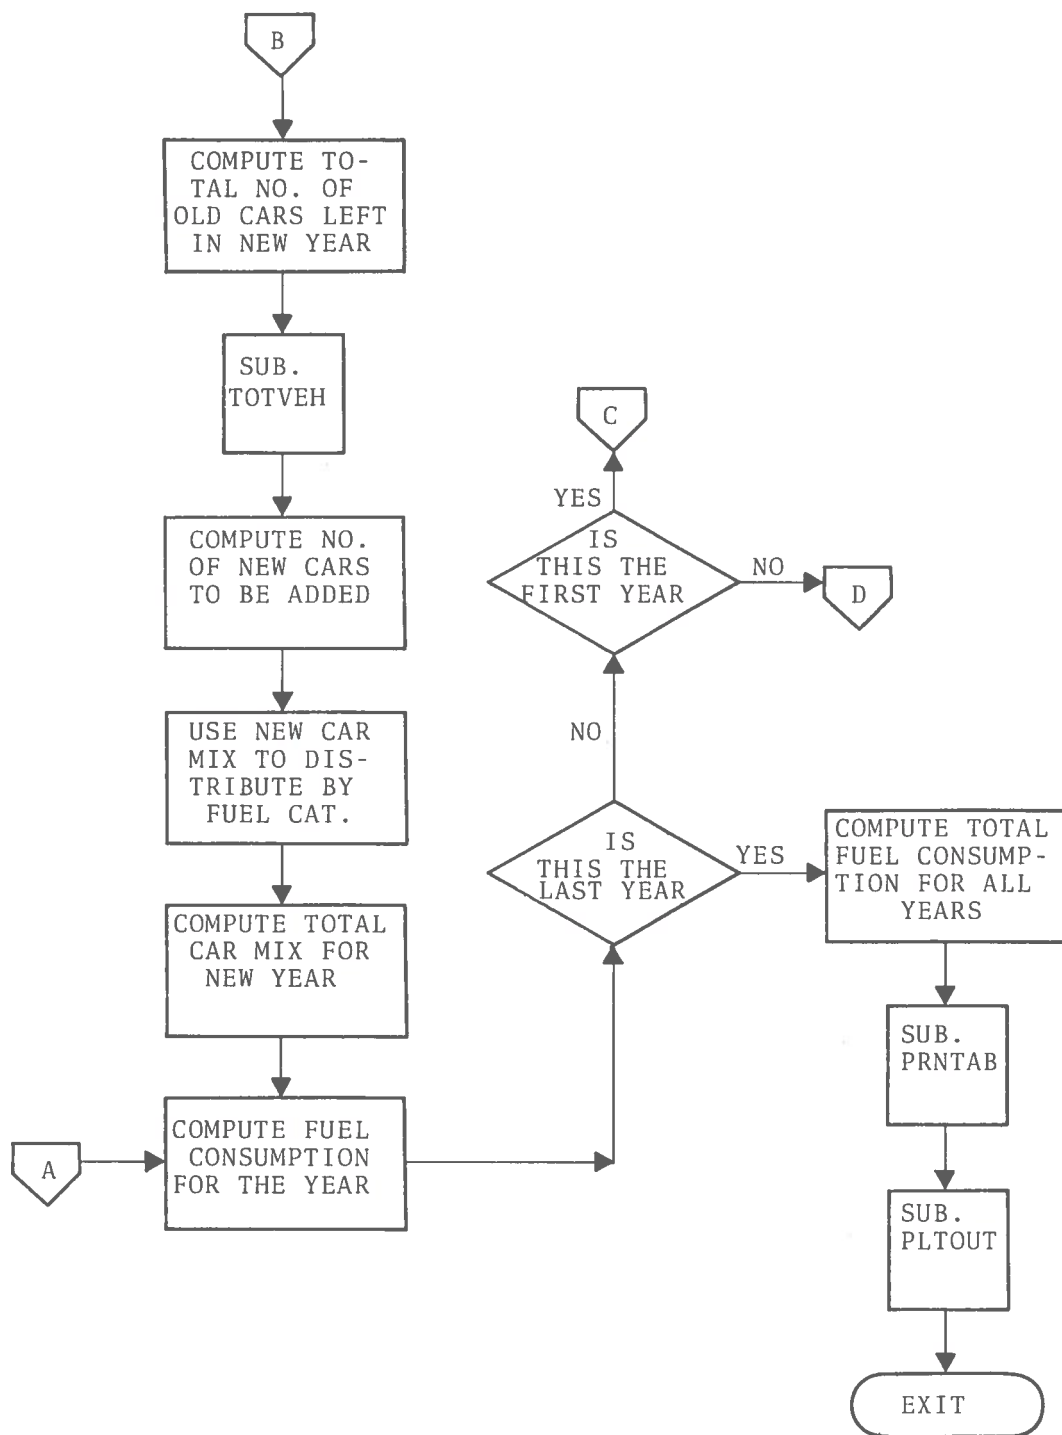 B
COMPUTE TO-
TAL NO. OF
OLD CARS LEFT
IN NEW YEAR
SUB.
TOTVEH
COMPUTE NO.
OF NEW CARS
TO BE ADDED
USE NEW CAR
MIX TO DIS-
TRIBUTE BY
FUEL CAT.
COMPUTE TOTAL
CAR MIX FOR
NEW YEAR
A
COMPUTE FUEL
CONSUMPTION
FOR THE YEAR
C
YES
IS
THIS THE
FIRST YEAR
NO
D
NO
IS
THIS THE
LAST YEAR
YES
COMPUTE TOTAL
FUEL CONSUMP-
TION FOR ALL
YEARS
SUB.
PRNTAB
SUB.
PLTOUT
EXIT